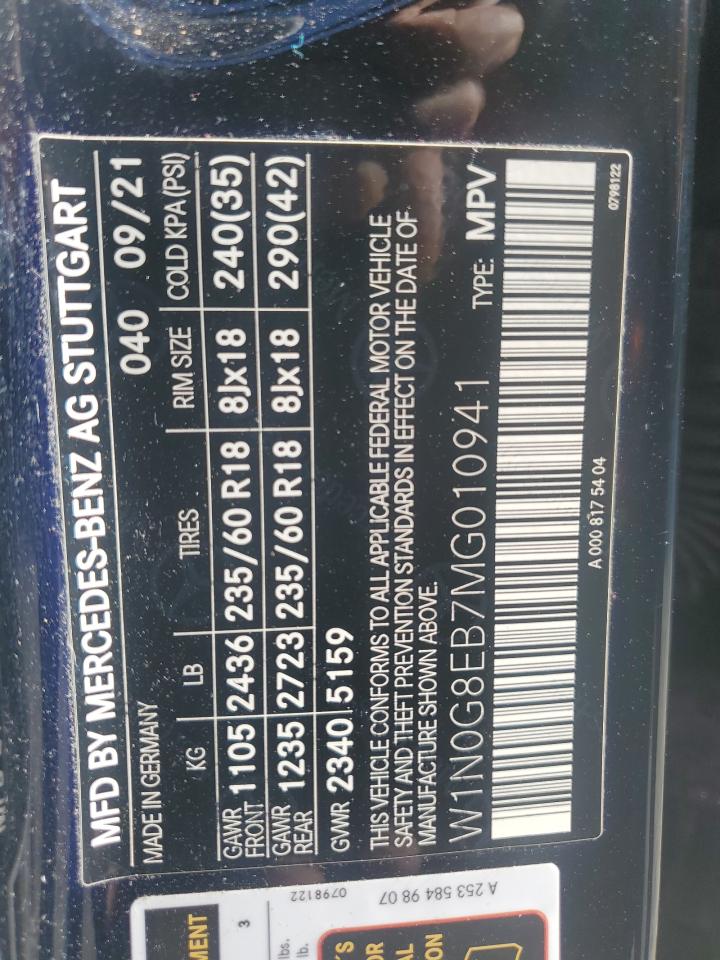 MFD BY MERCEDES-BENZ AG STUTTGART
MADE IN GERMANY 040 09/21
KG LB TIRES RIM SIZE COLD KPA(PSI)
GAWR FRONT 1105 2436 235/60 R18 8Jx18 240(35)
GAWR REAR 1235 2723 235/60 R18 8Jx18 290(42)
GVWR 2340 5159
THIS VEHICLE CONFORMS TO ALL APPLICABLE FEDERAL MOTOR VEHICLE
SAFETY AND THEFT PREVENTION STANDARDS IN EFFECT ON THE DATE OF
MANUFACTURE SHOWN ABOVE.
W1N0G8EB7MG010941 TYPE: MPV
A 000 817 54 04
0798122
A 253 584 98 07
0798122
3
lbs.
lb.